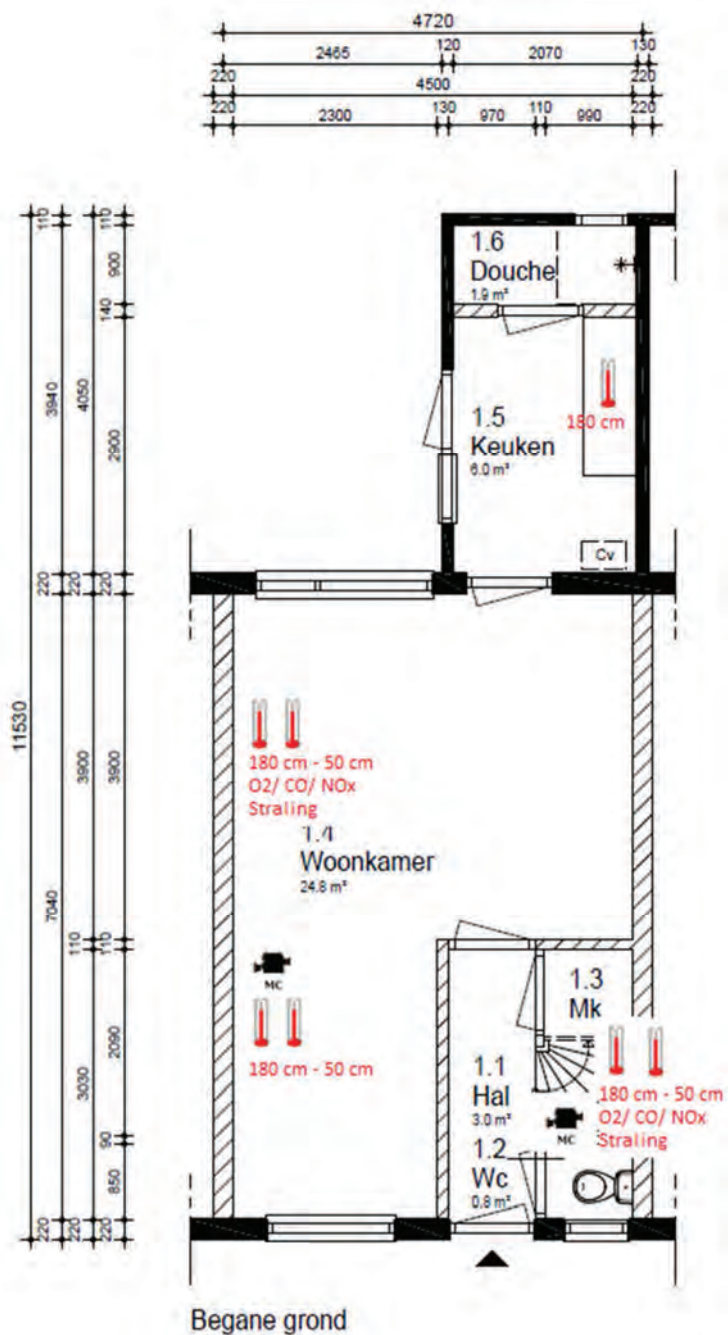 4720
2465 120 2070 130
220 4500 220
220 2300 130 970 110 990 220
11530
110 3940 220 7040 220
4050 220 3900 110 3030 220
110 900 140 2900 220 3900 110 2090 90 850 220
1.6
Douche
1.9 m²
180 cm
1.5
Keuken
6.0 m²
Cv
180 cm - 50 cm
O2/ CO/ NOx
Straling
1.4
Woonkamer
24.8 m²
MC
180 cm - 50 cm
1.3
Mk
1.1
Hal
3.0 m²
180 cm - 50 cm
O2/ CO/ NOx
Straling
MC
1.2
Wc
0.8 m²
Begane grond